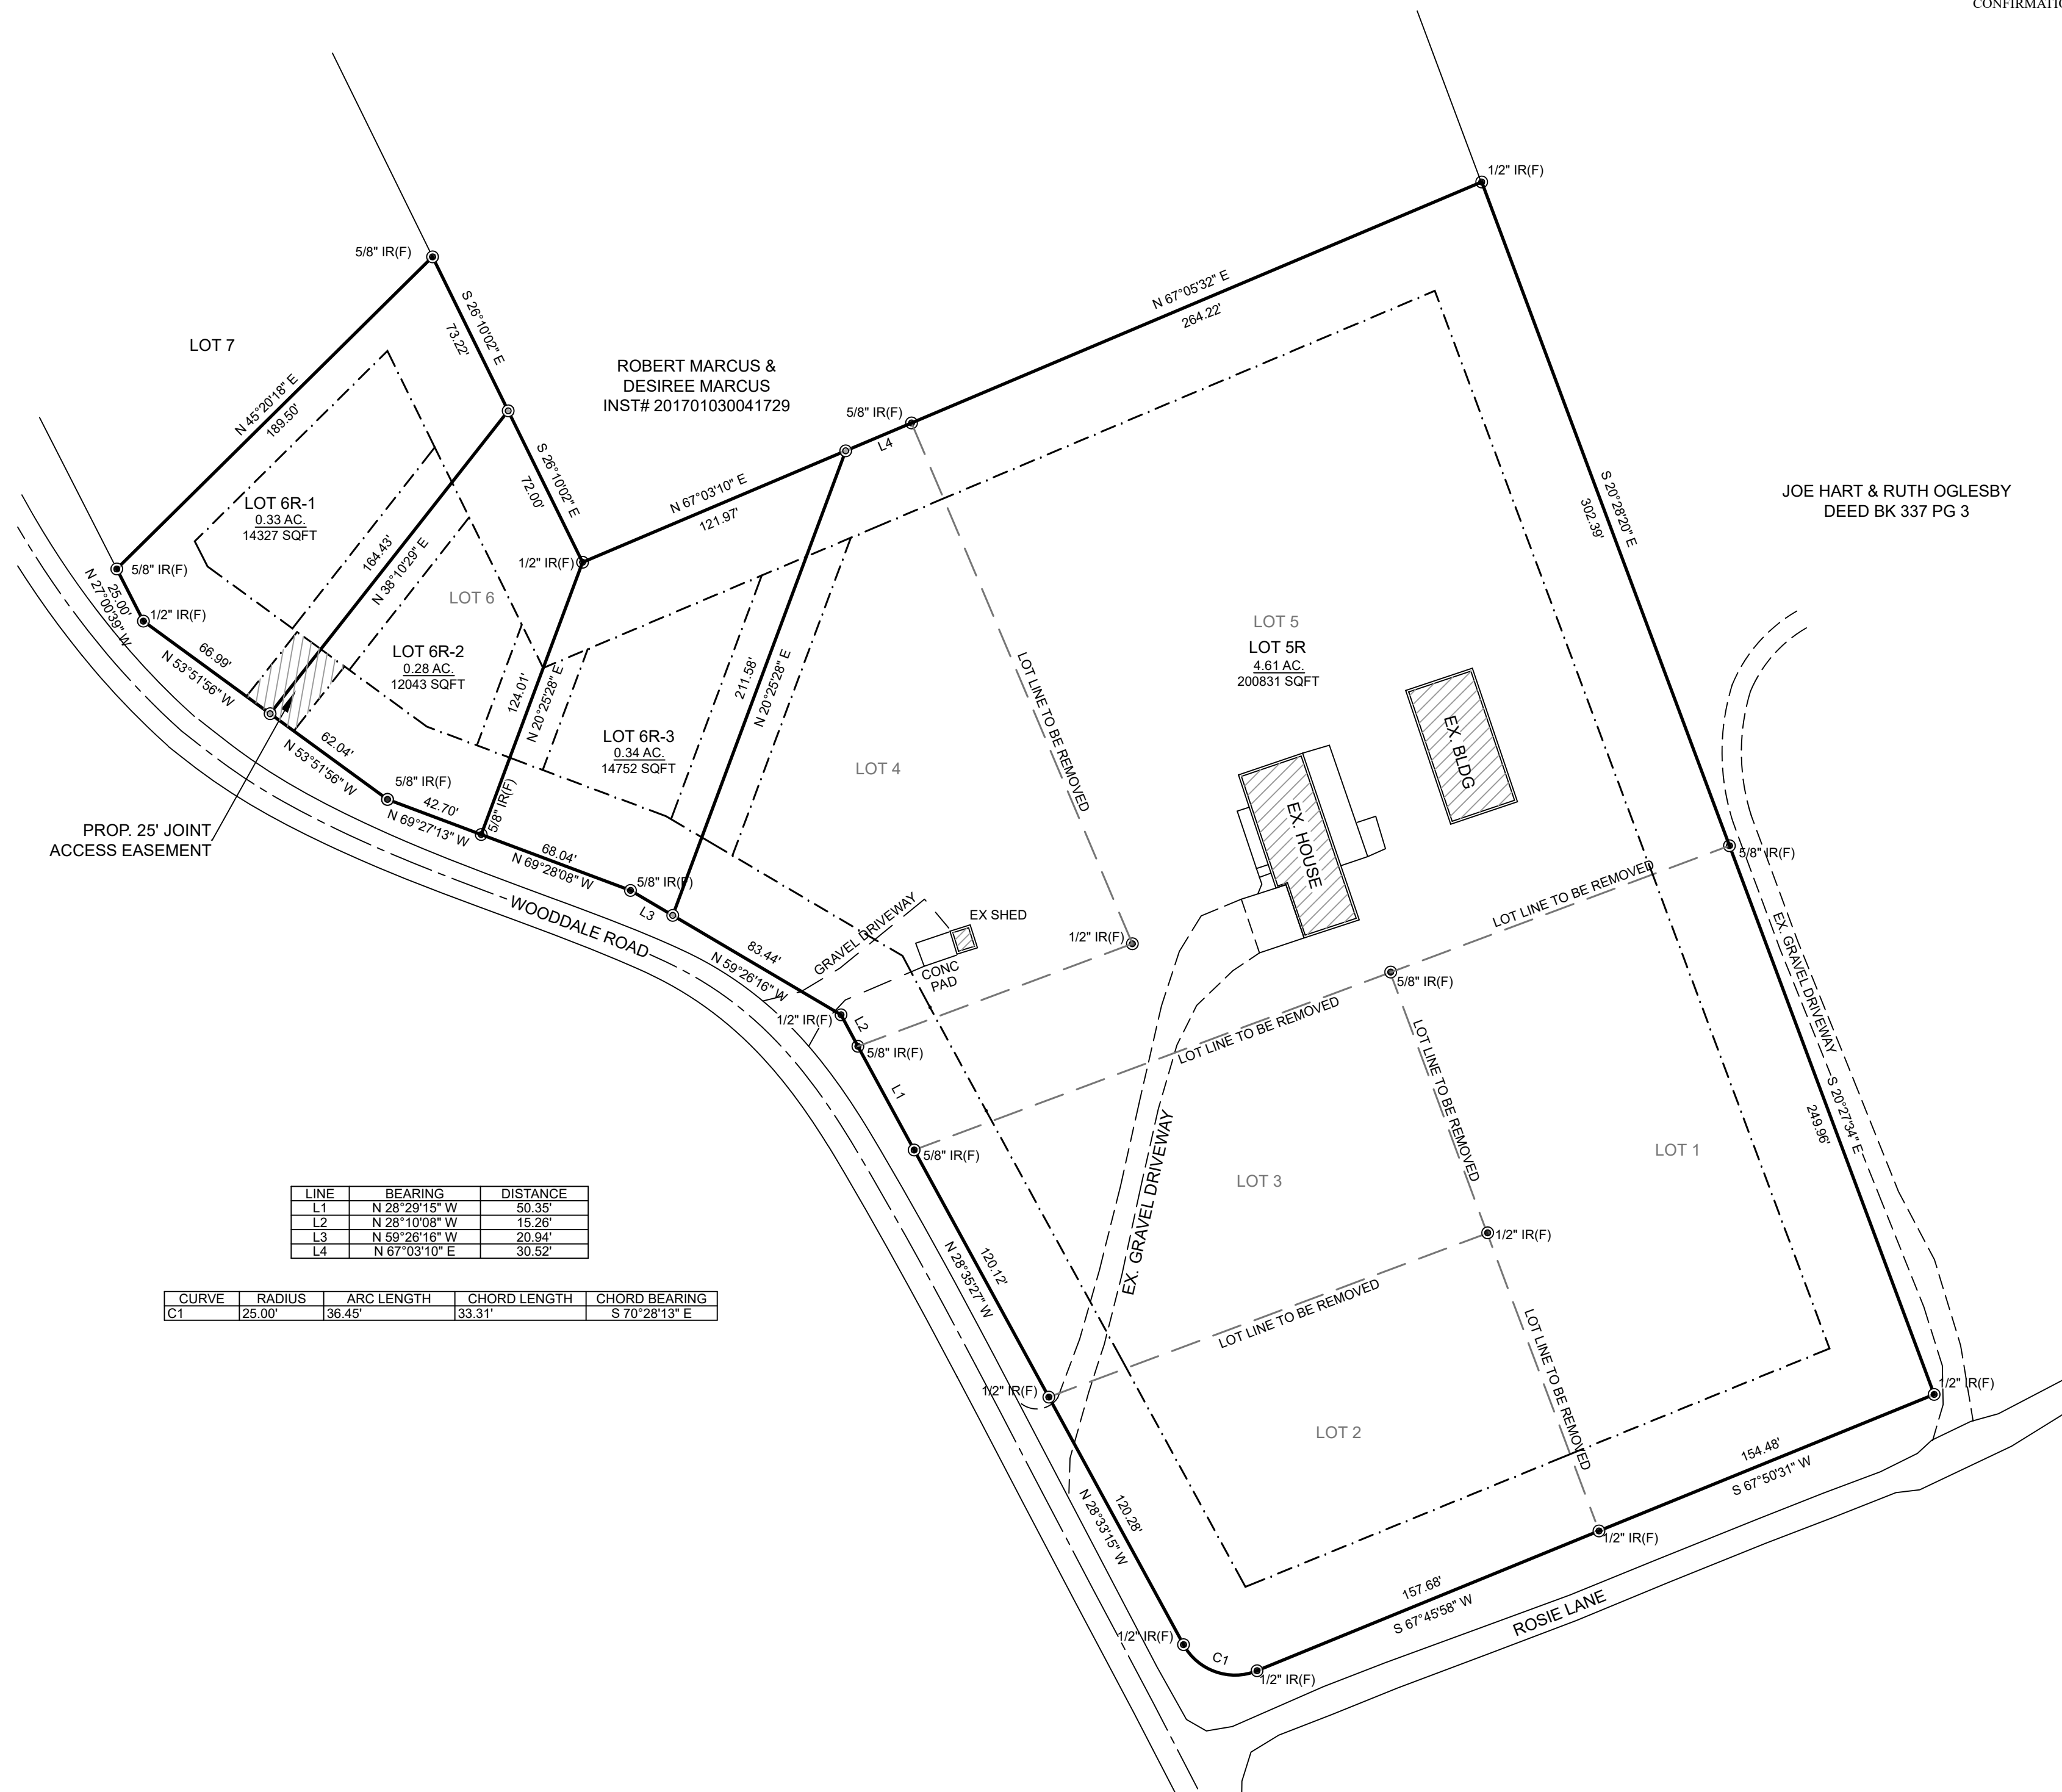 CONFIRMATIO
1/2" IR(F)
5/8" IR(F)
S 26°10'02" E
73.22'
N 67°05'32" E
264.22'
LOT 7
ROBERT MARCUS &
DESIREE MARCUS
INST# 201701030041729
N 45°20'18" E
189.50'
5/8" IR(F)
L4
S 26°10'02" E
72.00'
N 67°03'10" E
121.97'
S 20°28'20" E
302.39'
JOE HART & RUTH OGLESBY
DEED BK 337 PG 3
LOT 6R-1
0.33 AC.
14327 SQFT
164.43'
N 38°10'29" E
1/2" IR(F)
5/8" IR(F)
25.00'
N 27°00'39" W
1/2" IR(F)
LOT 6
LOT 6R-2
0.28 AC.
12043 SQFT
66.99'
N 53°51'56" W
124.01'
N 20°25'28" E
211.58'
N 20°25'28" E
LOT LINE TO BE REMOVED
LOT 5
LOT 5R
4.61 AC.
200831 SQFT
EX. BLDG
EX. HOUSE
62.04'
N 53°51'56" W
LOT 6R-3
0.34 AC.
14752 SQFT
LOT 4
5/8" IR(F)
42.70'
N 69°27'13" W
5/8" IR(F)
PROP. 25' JOINT
ACCESS EASEMENT
68.04'
N 69°28'08" W
5/8" IR(F)
L3
5/8" IR(F)
LOT LINE TO BE REMOVED
WOODDALE ROAD
83.44'
N 59°26'16" W
GRAVEL DRIVEWAY
EX SHED
CONC
PAD
1/2" IR(F)
5/8" IR(F)
EX. GRAVEL DRIVEWAY
1/2" IR(F)
L2
5/8" IR(F)
LOT LINE TO BE REMOVED
LOT LINE TO BE REMOVED
L1
5/8" IR(F)
S 20°27'34" E
249.96'
LOT 1
LOT 3
EX. GRAVEL DRIVEWAY
LINE BEARING DISTANCE
L1 N 28°29'15" W 50.35'
L2 N 28°10'08" W 15.26'
L3 N 59°26'16" W 20.94'
L4 N 67°03'10" E 30.52'
120.12'
N 28°35'27" W
1/2" IR(F)
CURVE RADIUS ARC LENGTH CHORD LENGTH CHORD BEARING
C1 25.00' 36.45' 33.31' S 70°28'13" E
LOT LINE TO BE REMOVED
LOT LINE TO BE REMOVED
1/2" IR(F)
1/2" IR(F)
LOT 2
154.48'
S 67°50'31" W
120.28'
N 28°33'15" W
1/2" IR(F)
157.68'
S 67°45'58" W
ROSIE LANE
1/2" IR(F)
C1
1/2" IR(F)